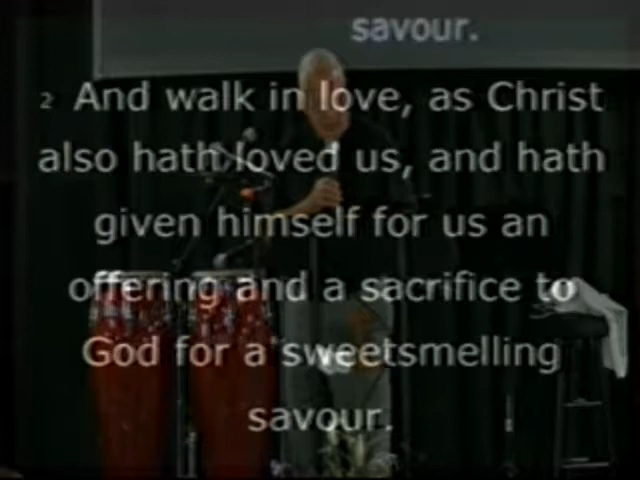 savour.
2 And walk in love, as Christ
also hath loved us, and hath
given himself for us an
offering and a sacrifice to
God for a sweetsmelling
savour.